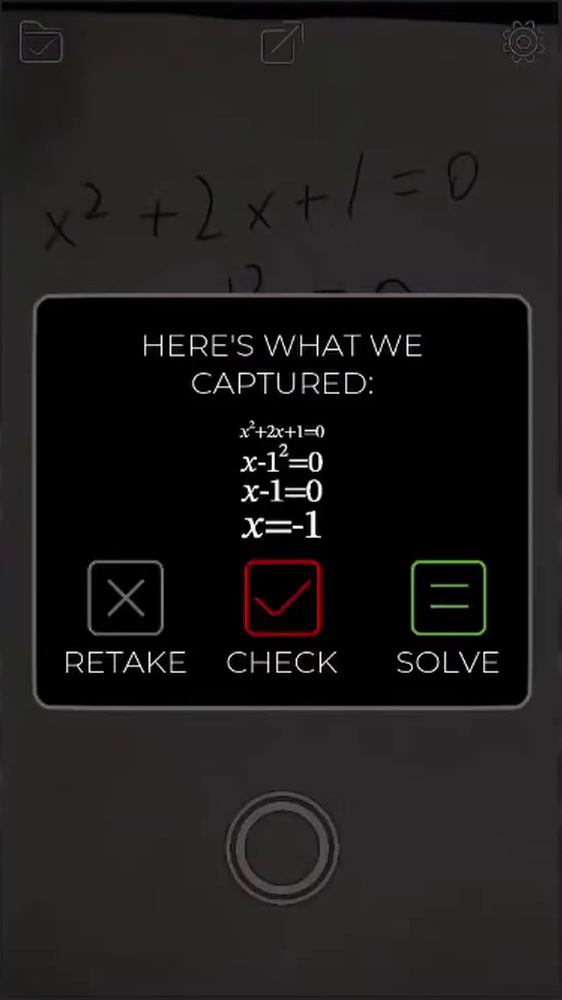 x² + 2x + 1 = 0
HERE'S WHAT WE
CAPTURED:
x²+2x+1=0
x-1²=0
x-1=0
x=-1
RETAKE CHECK SOLVE